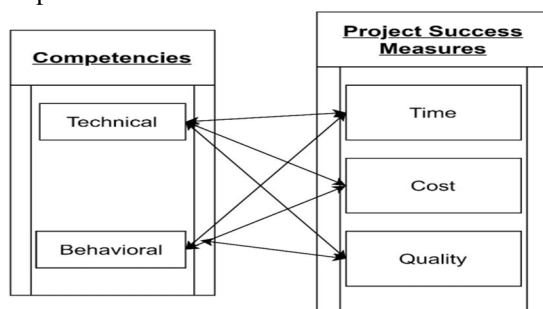 Competencies
Technical
Behavioral
Project Success
Measures
Time
Cost
Quality